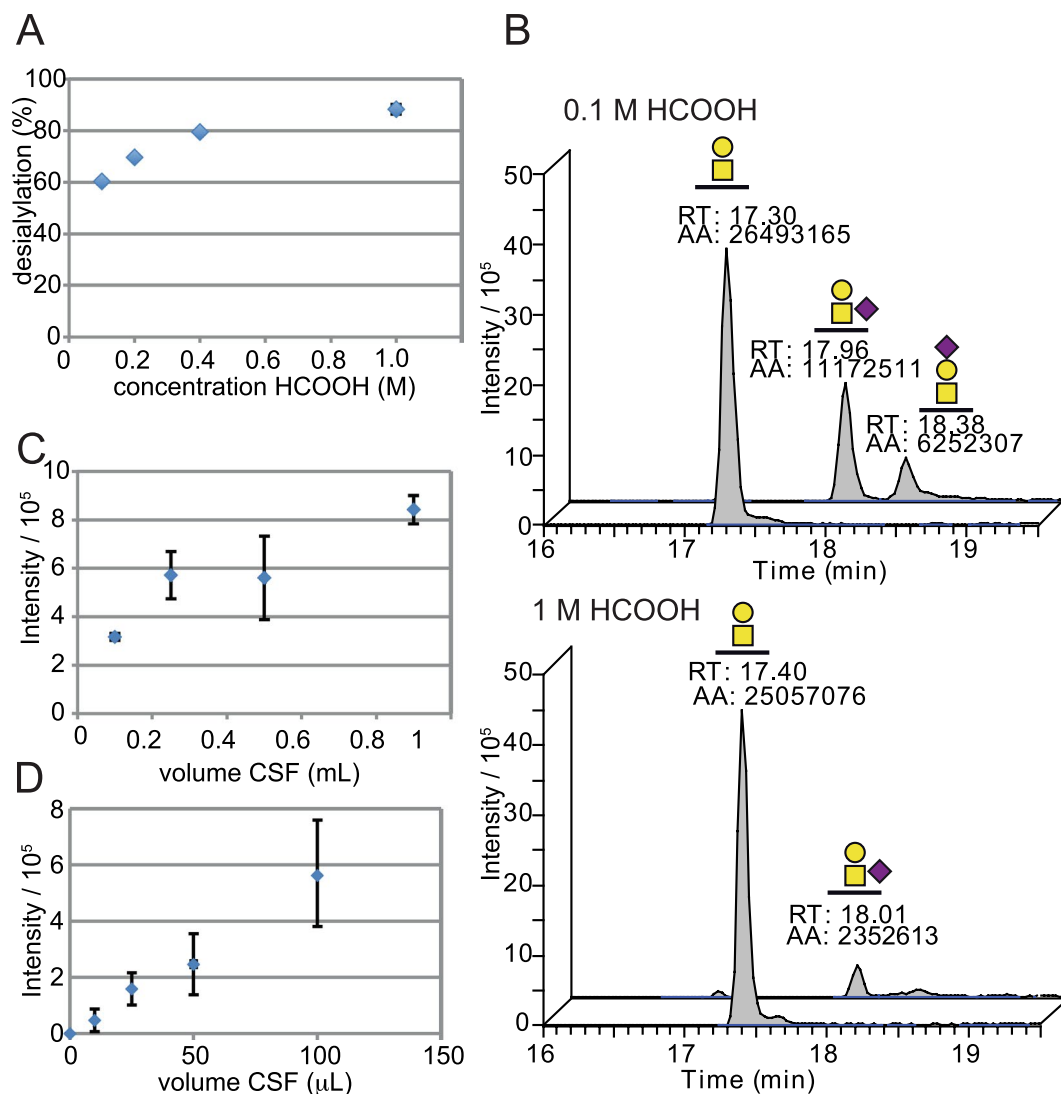 A
100
80
60
40
20
0
desialylation (%)
0 0.2 0.4 0.6 0.8 1.0
concentration HCOOH (M)
B
0.1 M HCOOH
50
40
30
20
10
0
Intensity / 10⁵
RT: 17.30
AA: 26493165
RT: 17.96
AA: 11172511
RT: 18.38
AA: 6252307
16 17 18 19
Time (min)
1 M HCOOH
50
40
30
20
10
0
Intensity / 10⁵
RT: 17.40
AA: 25057076
RT: 18.01
AA: 2352613
16 17 18 19
Time (min)
C
10
8
6
4
2
0
Intensity / 10⁵
0 0.2 0.4 0.6 0.8 1
volume CSF (mL)
D
8
6
4
2
0
Intensity / 10⁵
0 50 100 150
volume CSF (µL)